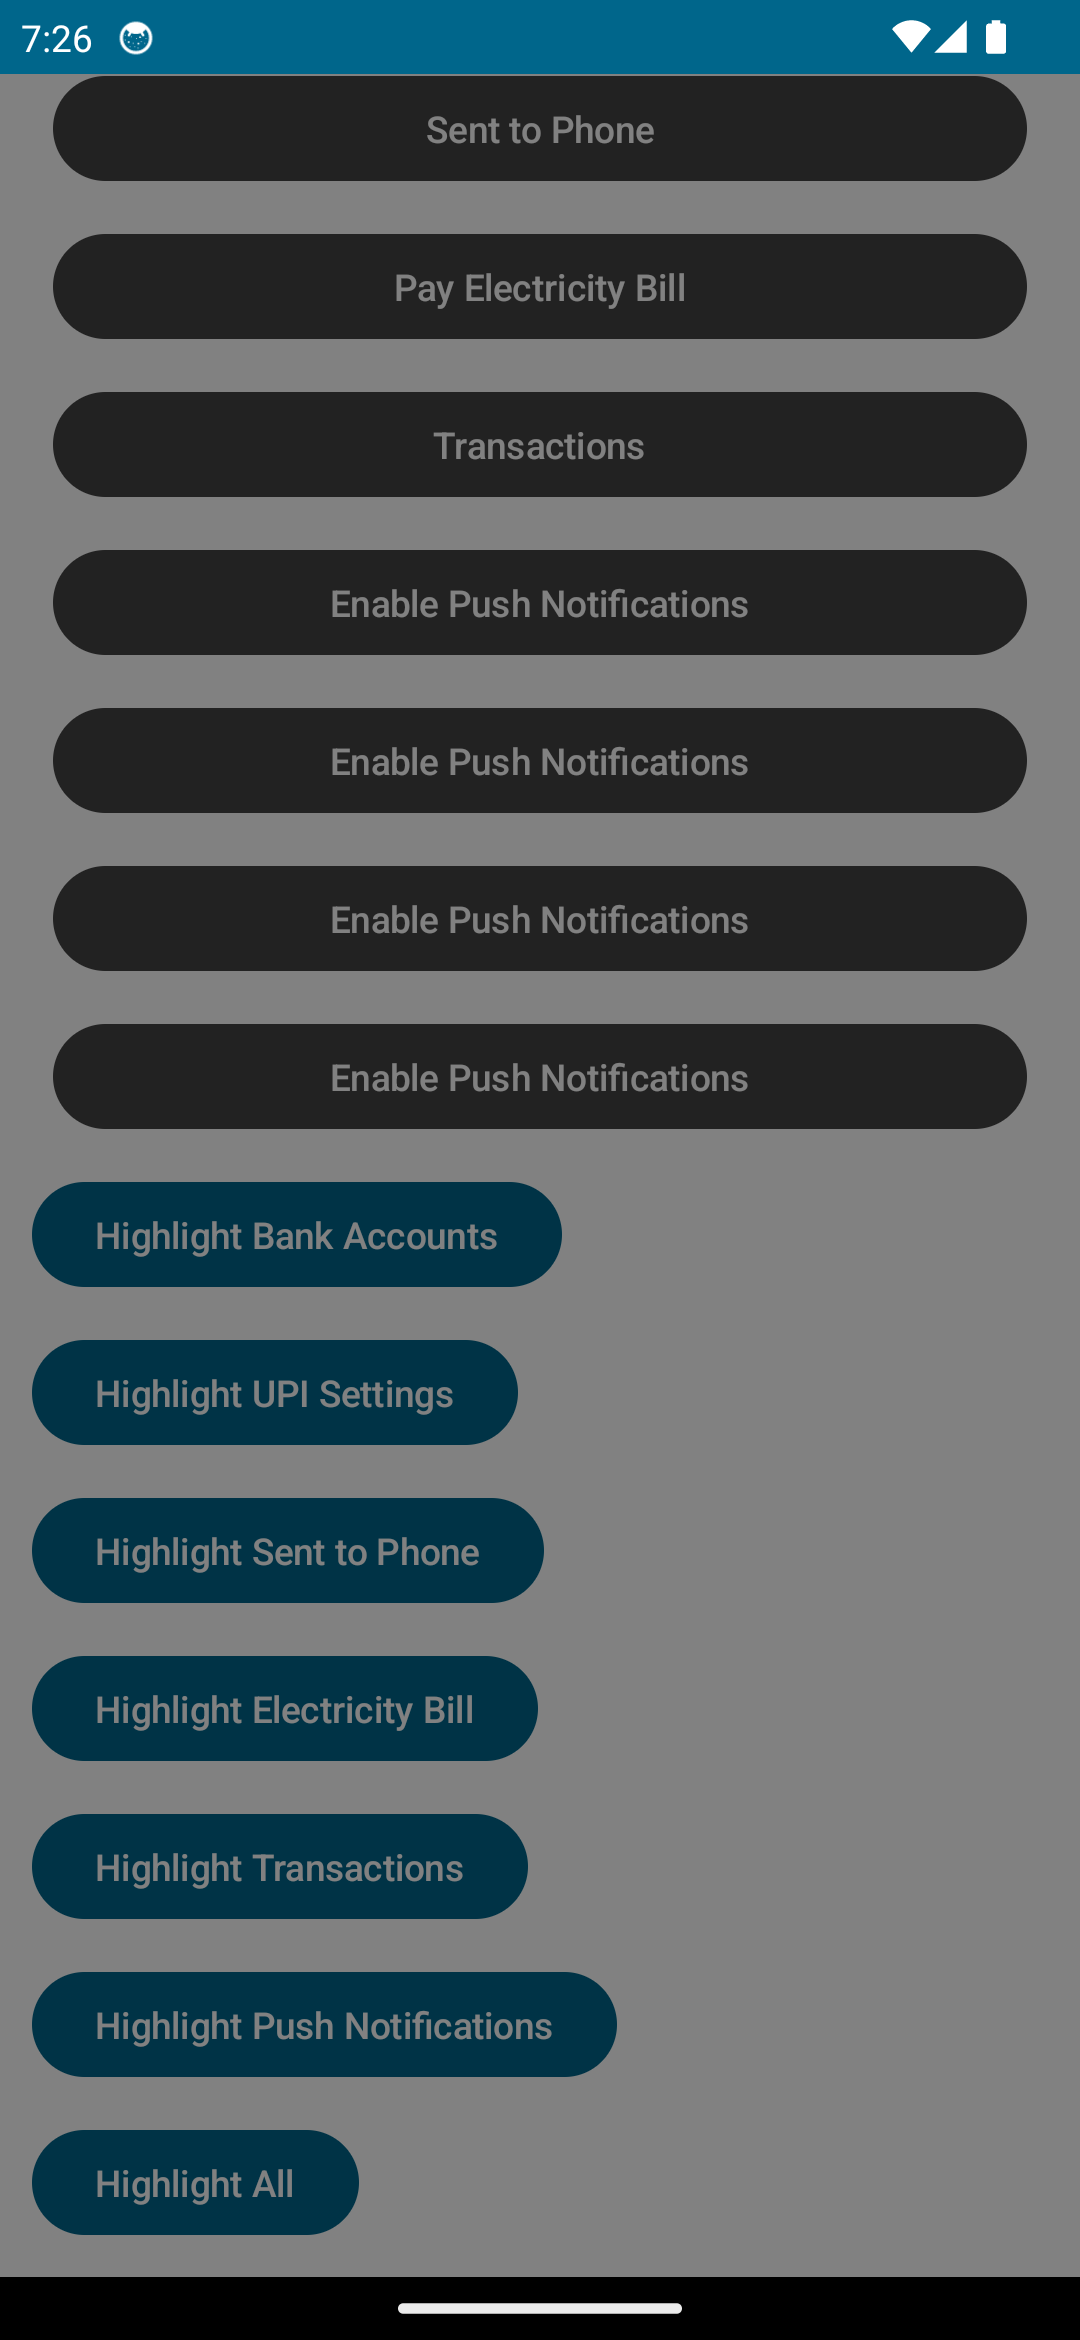 7:26
Sent to Phone
Pay Electricity Bill
Transactions
Enable Push Notifications
Enable Push Notifications
Enable Push Notifications
Enable Push Notifications
Highlight Bank Accounts
Highlight UPI Settings
Highlight Sent to Phone
Highlight Electricity Bill
Highlight Transactions
Highlight Push Notifications
Highlight All